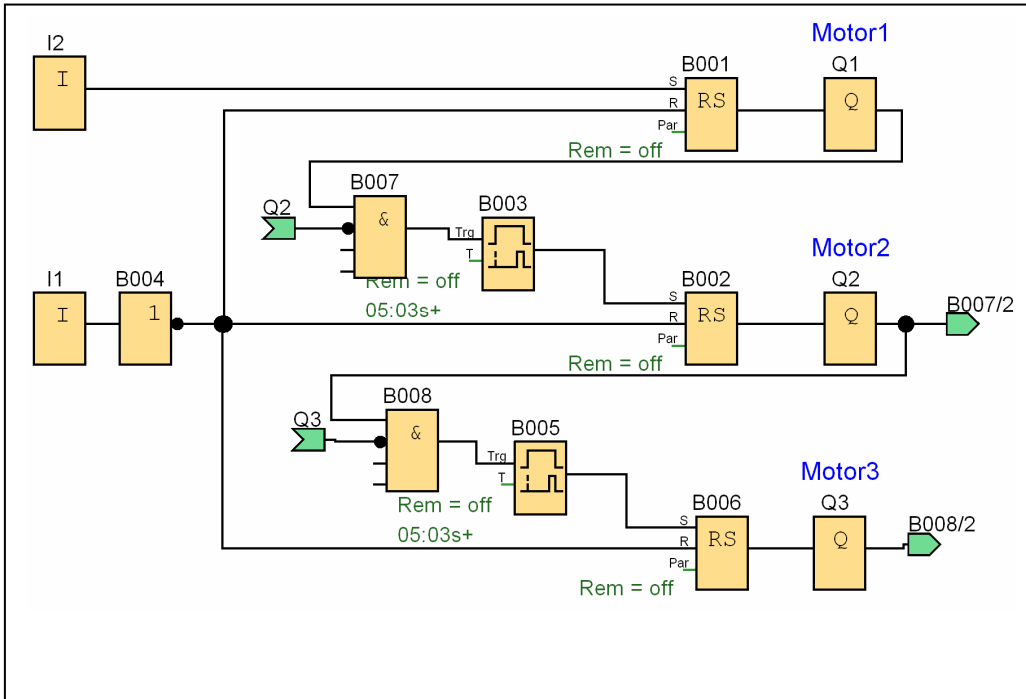 Motor1
I2
B001
Q1
I
S
RS
Q
R
Par
Rem = off
B007
Q2
B003
&
Trg
T
Motor2
Rem = off
I1
B004
B002
Q2
B007/2
05:03s+
S
I
1
R
RS
Q
Par
Rem = off
B008
Q3
B005
&
Trg
Motor3
T
Rem = off
B006
Q3
B008/2
05:03s+
S
R
RS
Q
Par
Rem = off